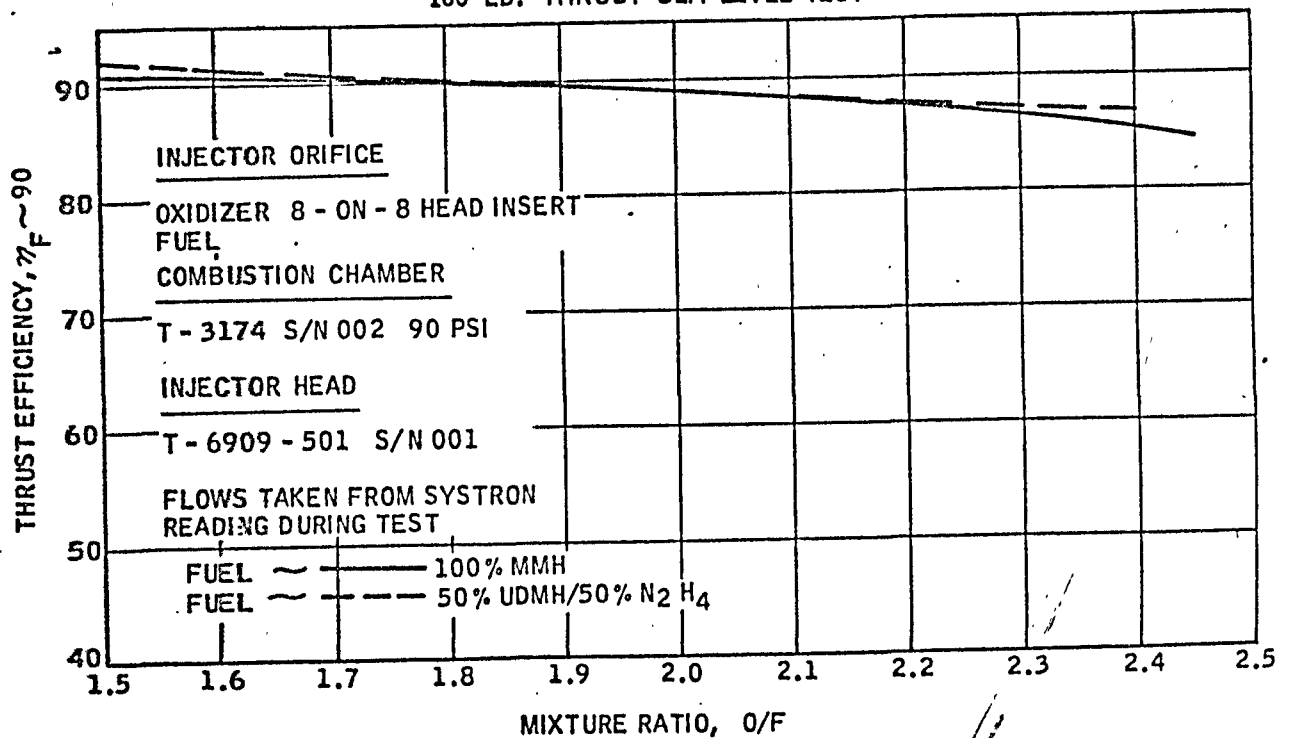 100 LB. THRUST SEA LEVEL TEST
THRUST EFFICIENCY, ηF ~ 90
90
80
70
60
50
40
INJECTOR ORIFICE
OXIDIZER 8 - ON - 8 HEAD INSERT
FUEL
COMBUSTION CHAMBER
T - 3174 S/N 002 90 PSI
INJECTOR HEAD
T - 6909 - 501 S/N 001
FLOWS TAKEN FROM SYSTRON
READING DURING TEST
FUEL ~ 100% MMH
FUEL ~ 50% UDMH/50% N2 H4
1.5 1.6 1.7 1.8 1.9 2.0 2.1 2.2 2.3 2.4 2.5
MIXTURE RATIO, O/F